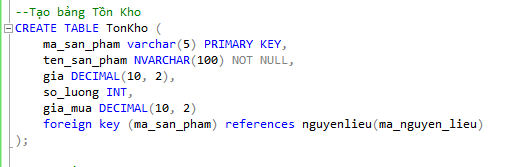 --Tạo bảng Tồn Kho
CREATE TABLE TonKho (
ma_san_pham varchar(5) PRIMARY KEY,
ten_san_pham NVARCHAR(100) NOT NULL,
gia DECIMAL(10, 2),
so_luong INT,
gia_mua DECIMAL(10, 2)
foreign key (ma_san_pham) references nguyenlieu(ma_nguyen_lieu)
);